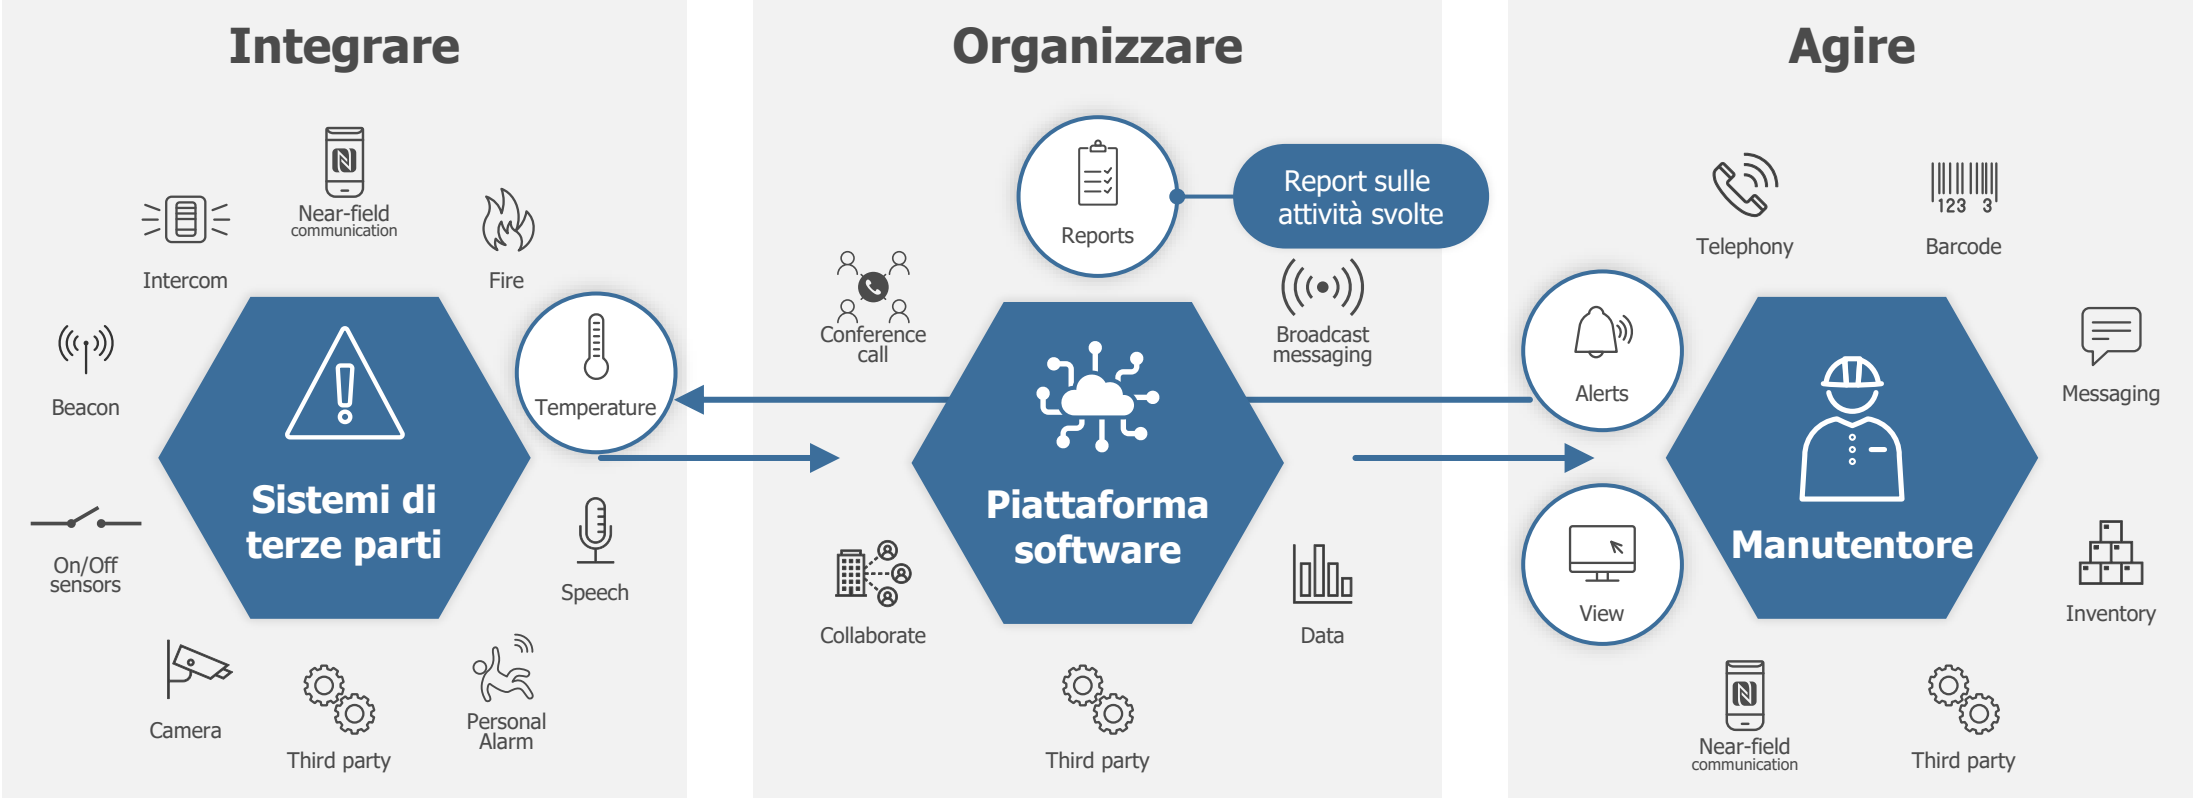 Integrare
Near-field
communication
Intercom
Fire
Beacon
Temperature
Sistemi di
terze parti
On/Off
sensors
Speech
Camera
Third party
Personal
Alarm
Organizzare
Reports
Report sulle
attività svolte
Conference
call
Broadcast
messaging
Piattaforma
software
Collaborate
Data
Third party
Agire
Telephony
123 3
Barcode
Alerts
Messaging
Manutentore
View
Inventory
Near-field
communication
Third party